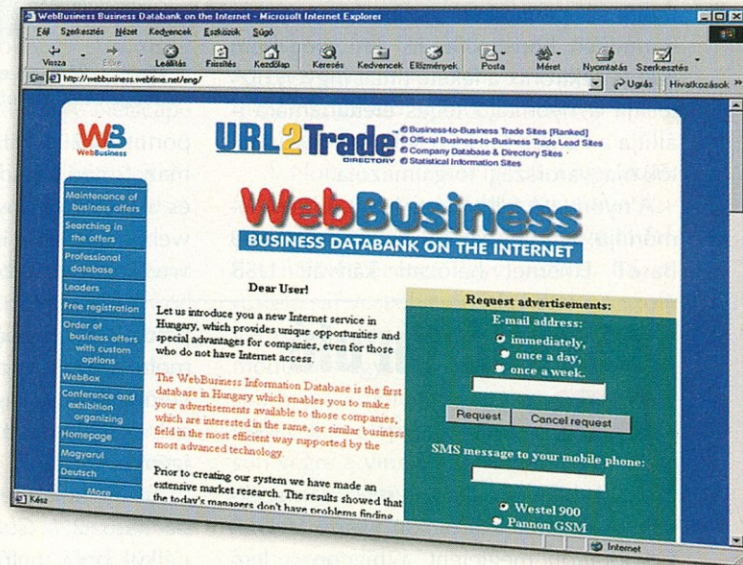 WebBusiness Business Databank on the Internet - Microsoft Internet Explorer
Fájl Szerkesztés Nézet Kedvencek Eszközök Súgó
Vissza Előre Leállítás Frissítés Kezdőlap Keresés Kedvencek Előzmények Posta Méret Nyomtatás Szerkesztés
Cím http://webbusiness.webtime.net/eng/ Ugrás Hivatkozások »
WB
WebBusiness
URL2Trade
DIRECTORY
Business-to-Business Trade Sites [Ranked]
Official Business-to-Business Trade Lead Sites
Company Database & Directory Sites
Statistical Information Sites
WebBusiness
BUSINESS DATABANK ON THE INTERNET
Maintenance of
business offers
Searching in
the offers
Professional
database
Leaders
Free registration
Order of
business offers
with custom
options
WebBox
Conference and
exhibition
organizing
Homepage
Magyarul
Deutsch
More
Dear User!
Let us introduce you a new Internet service in
Hungary, which provides unique opportunities and
special advantages for companies, even for those
who do not have Internet access.
The WebBusiness Information Database is the first
database in Hungary which enables you to make
your advertisements available to those companies,
which are interested in the same, or similar business
field in the most efficient way supported by the
most advanced technology.
Prior to creating our system we have made an
extensive market research. The results showed that
the today's managers don't have problems finding
Request advertisements:
E-mail address:
immediately,
once a day,
once a week.
Request Cancel request
SMS message to your mobile phone:
Westel 900
Pannon GSM
Kész Internet